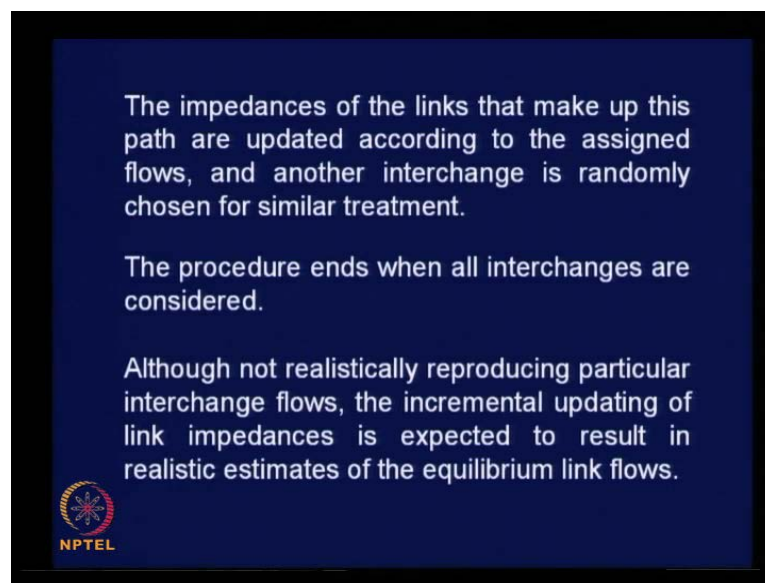 The impedances of the links that make up this
path are updated according to the assigned
flows, and another interchange is randomly
chosen for similar treatment.
The procedure ends when all interchanges are
considered.
Although not realistically reproducing particular
interchange flows, the incremental updating of
link impedances is expected to result in
realistic estimates of the equilibrium link flows.
NPTEL